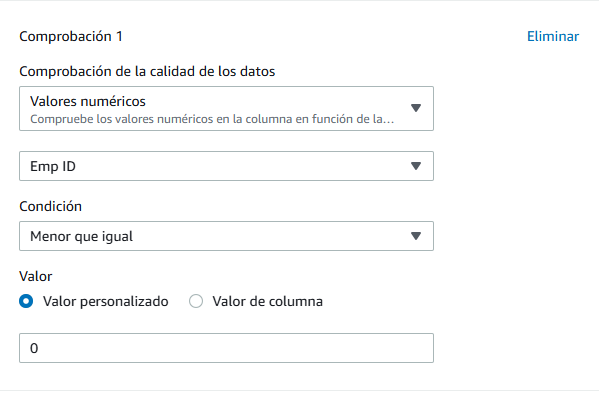 Comprobación 1
Eliminar
Comprobación de la calidad de los datos
Valores numéricos
Compruebe los valores numéricos en la columna en función de la...
Emp ID
Condición
Menor que igual
Valor
Valor personalizado
Valor de columna
0